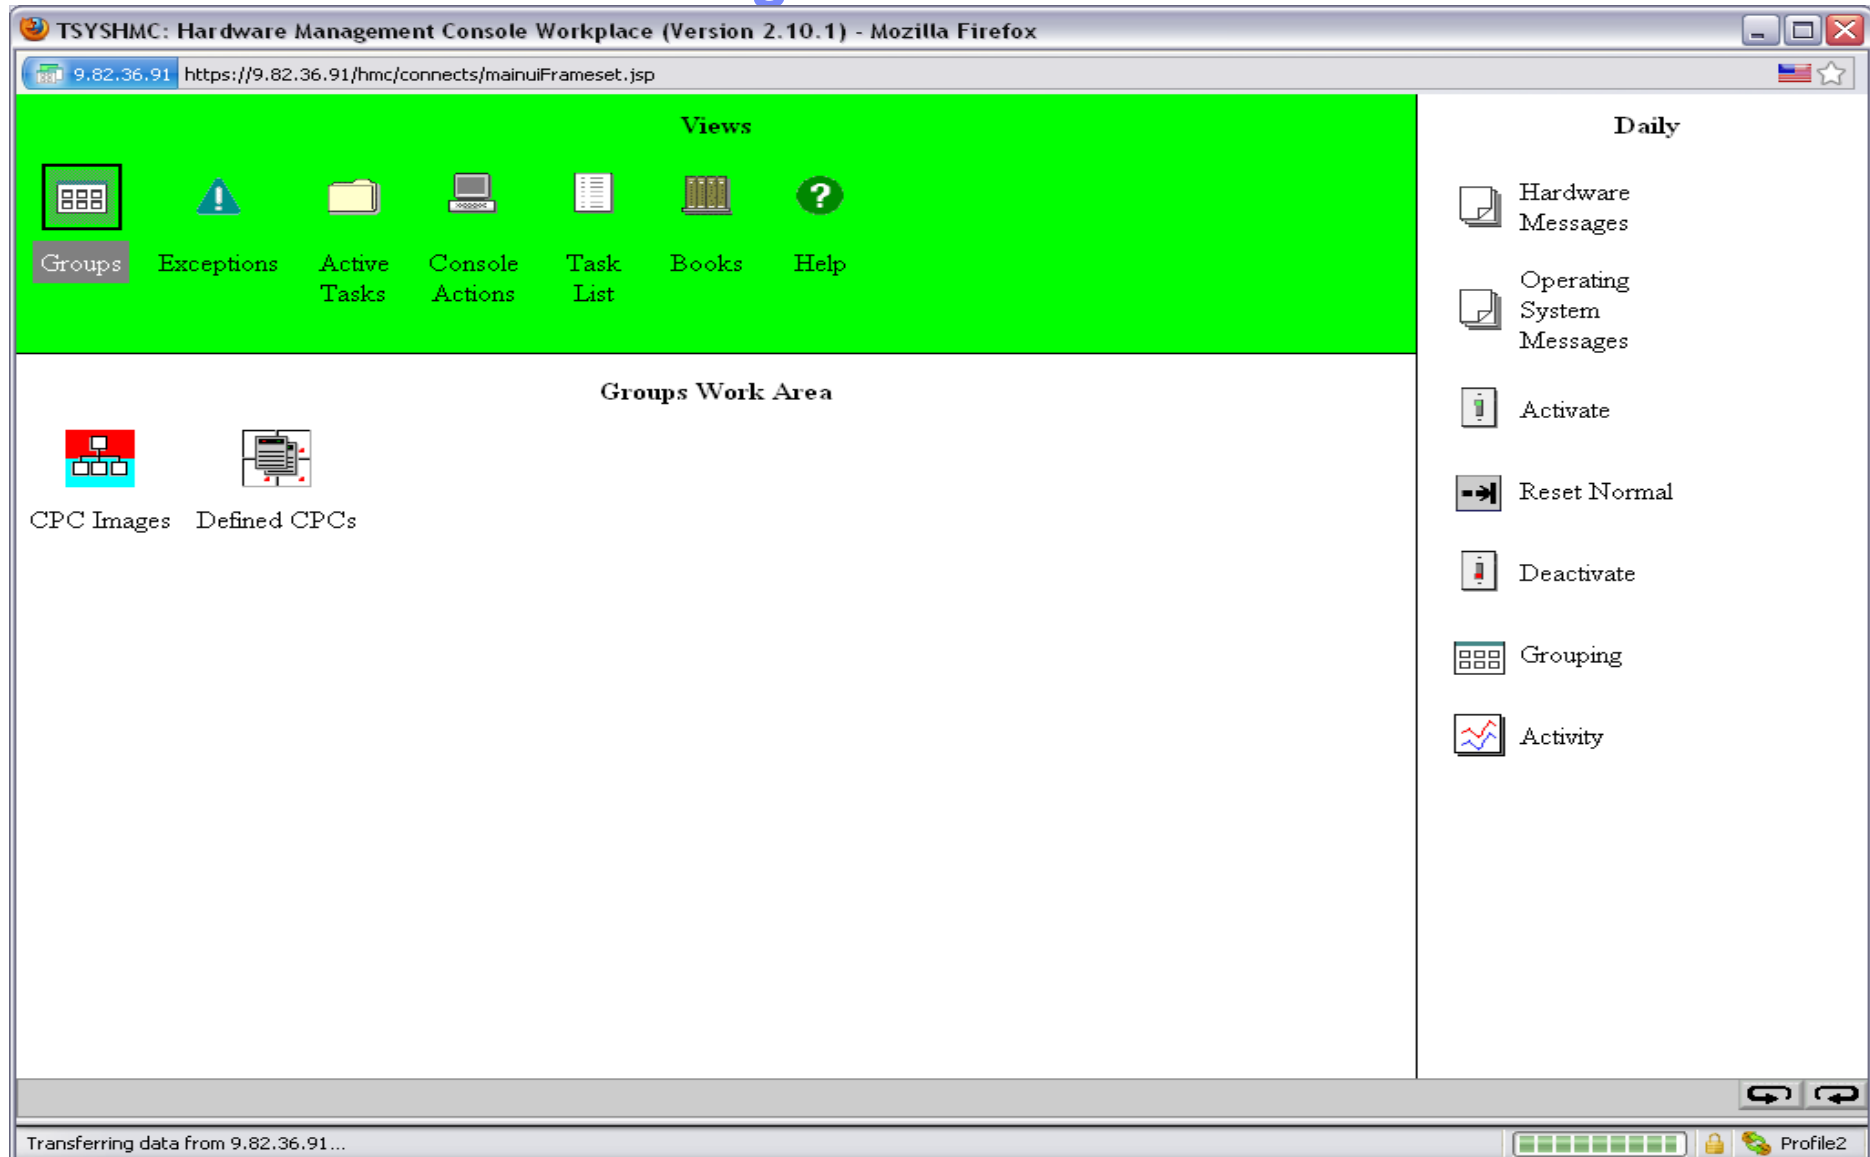 TSYSHMC: Hardware Management Console Workplace (Version 2.10.1) - Mozilla Firefox
9.82.36.91 https://9.82.36.91/hmc/connects/mainuiFrameset.jsp
Views
Groups
Exceptions
Active
Tasks
Console
Actions
Task
List
Books
Help
Groups Work Area
CPC Images
Defined CPCs
Daily
Hardware
Messages
Operating
System
Messages
Activate
Reset Normal
Deactivate
Grouping
Activity
Transferring data from 9.82.36.91...
Profile2